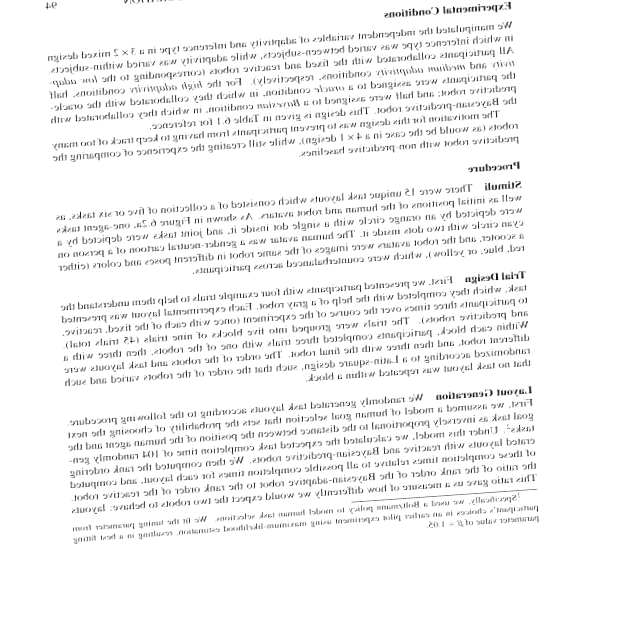 94
Experimental Conditions
We manipulated the independent variables of adaptivity and inference type in a 3 × 2 mixed design
in which inference type was varied between-subjects, while adaptivity was varied within-subjects.
All participants collaborated with the fixed and reactive robots (corresponding to the low adap-
tivity and medium adaptivity conditions, respectively). For the high adaptivity conditions, half
the participants were assigned to a oracle condition, in which they collaborated with the oracle-
predictive robot; and half were assigned to a Bayesian condition, in which they collaborated with
the Bayesian-predictive robot. This design is given in Table 6.1 for reference.
The motivation for this design was to prevent participants from having to keep track of too many
robots (as would be the case in a 4 × 1 design), while still creating the experience of comparing the
predictive robot with non-predictive baselines.
Procedure
Stimuli There were 15 unique task layouts which consisted of a collection of five or six tasks, as
well as initial positions of the human and robot avatars. As shown in Figure 6.2a, one-agent tasks
were depicted by an orange circle with a single dot inside it, and joint tasks were depicted by a
cyan circle with two dots inside it. The human avatar was a gender-neutral cartoon of a person on
a scooter, and the robot avatars were images of the same robot in different poses and colors (either
red, blue, or yellow), which were counterbalanced across participants.
Trial Design First, we presented participants with four example trials to help them understand the
task, which they completed with the help of a gray robot. Each experimental layout was presented
to participants three times over the course of the experiment (once with each of the fixed, reactive,
and predictive robots). The trials were grouped into five blocks of nine trials (45 trials total).
Within each block, participants completed three trials with one of the robots, then three with a
different robot, and then three with the final robot. The order of the robots and task layouts were
randomized according to a Latin-square design, such that the order of the robots varied and such
that no task layout was repeated within a block.
Layout Generation We randomly generated task layouts according to the following procedure.
First, we assumed a model of human goal selection that sets the probability of choosing the next
goal task as inversely proportional to the distance between the position of the human agent and the
tasks². Under this model, we calculated the expected task completion time of 104 randomly gen-
erated layouts with reactive and Bayesian-predictive robots. We then computed the rank ordering
of these completion times relative to all possible completion times for each layout, and computed
the ratio of the rank order of the Bayesian-adaptive robot to the rank order of the reactive robot.
This ratio gave us a measure of how differently we would expect the two robots to behave: layouts
²Specifically, we used a Boltzmann policy to model human task selections. We fit the tuning parameter from
participant's choices in an earlier pilot experiment using maximum-likelihood estimation, resulting in a best fitting
parameter value of β = 1.05.